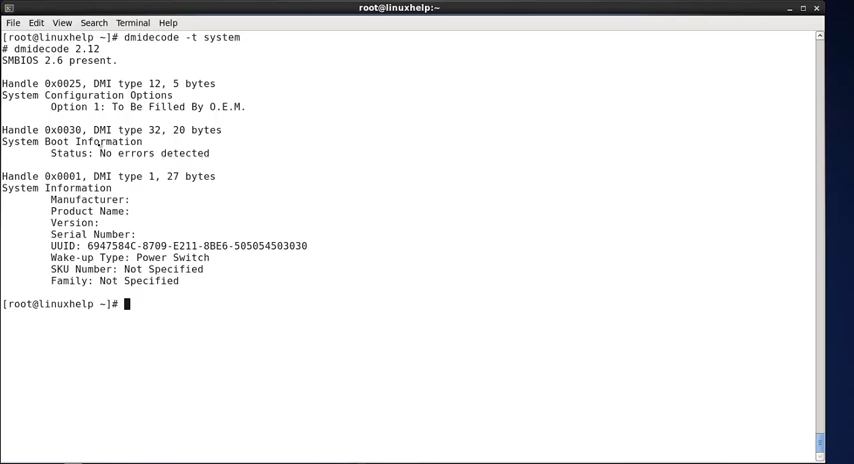 root@linuxhelp:~
File Edit View Search Terminal Help
[root@linuxhelp ~]# dmidecode -t system
# dmidecode 2.12
SMBIOS 2.6 present.
Handle 0x0025, DMI type 12, 5 bytes
System Configuration Options
Option 1: To Be Filled By O.E.M.
Handle 0x0030, DMI type 32, 20 bytes
System Boot Information
Status: No errors detected
Handle 0x0001, DMI type 1, 27 bytes
System Information
Manufacturer:
Product Name:
Version:
Serial Number:
UUID: 6947584C-8709-E211-8BE6-505054503030
Wake-up Type: Power Switch
SKU Number: Not Specified
Family: Not Specified
[root@linuxhelp ~]#